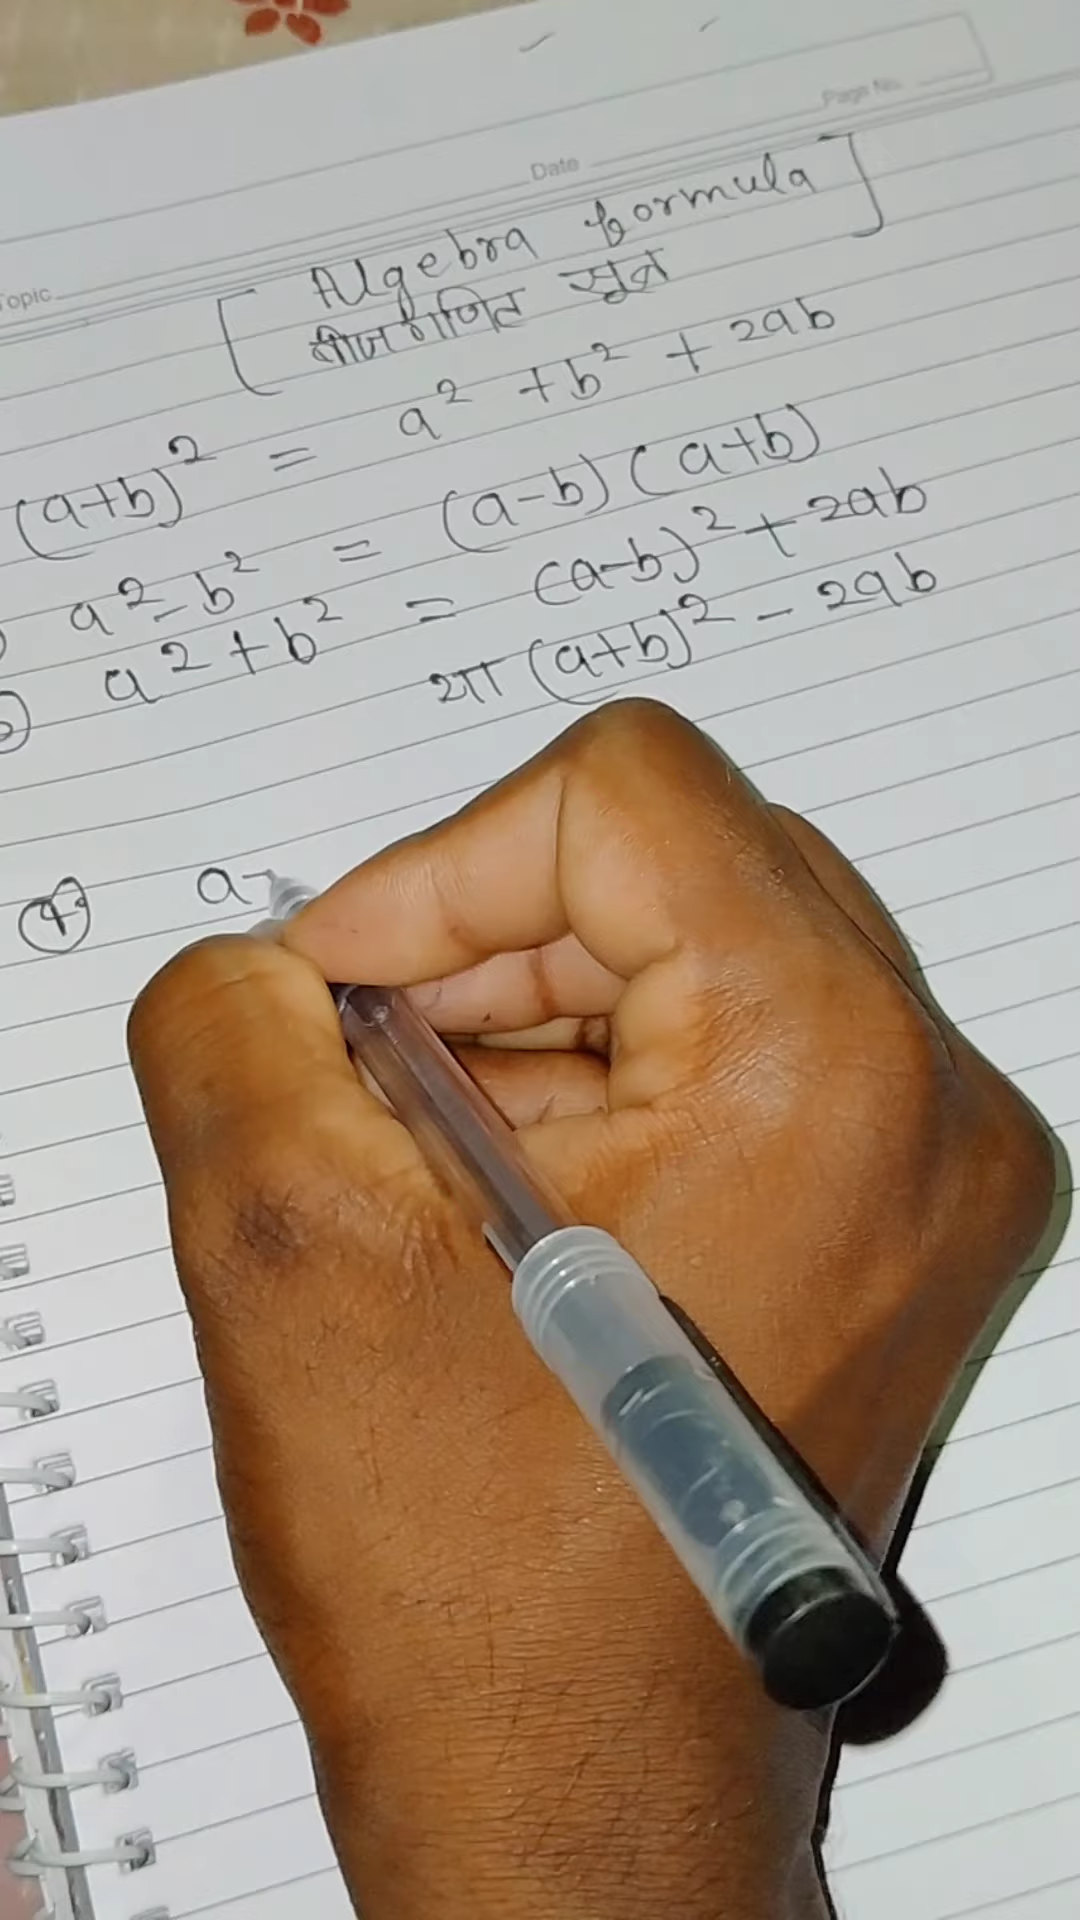 Page No.
Date
Topic
[ Algebra formula ]
बीजगणित सूत्र
(a+b)² = a² + b² + 2ab
a² - b² = (a-b) (a+b)
a² + b² = (a-b)² + 2ab
या (a+b)² - 2ab
④ a